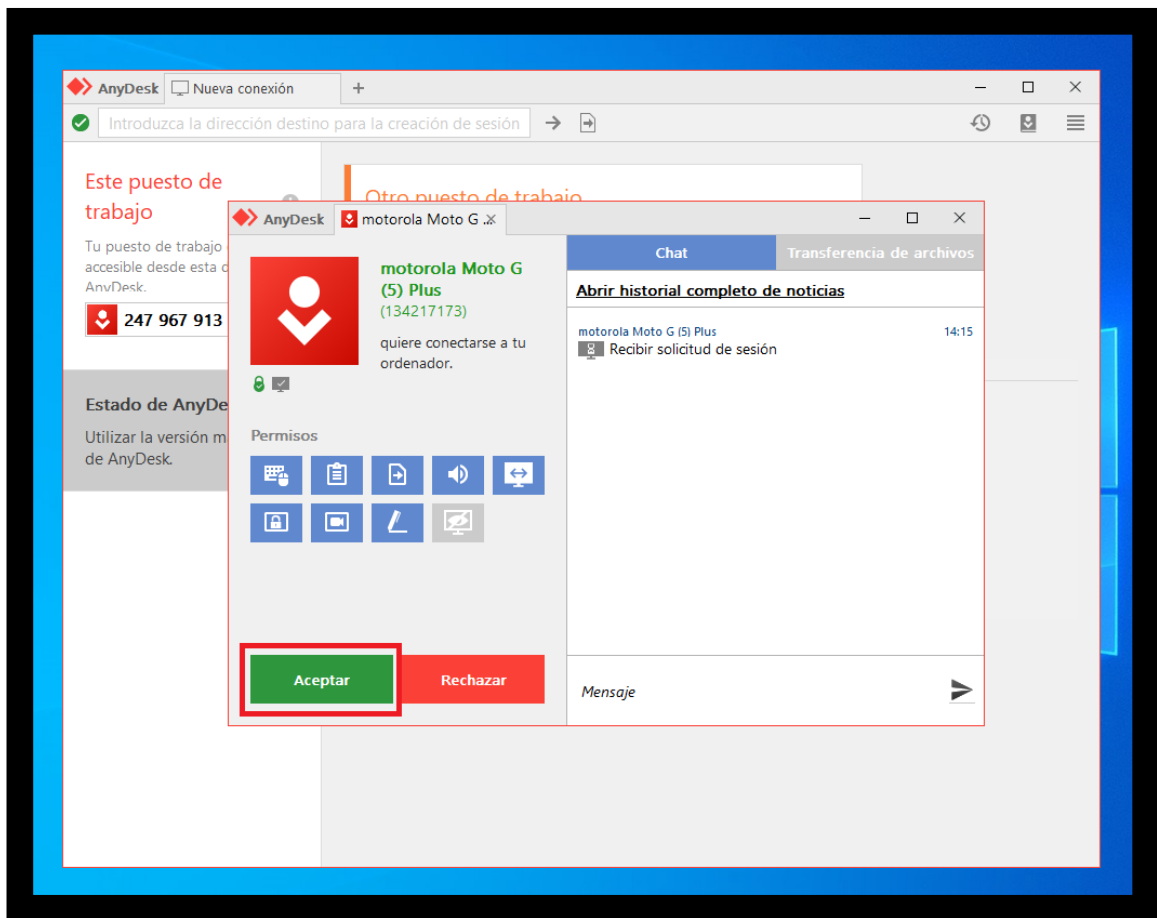 AnyDesk
Nueva conexión
Introduzca la dirección destino para la creación de sesión
Este puesto de
trabajo
Tu puesto de trabajo
accesible desde esta
AnyDesk.
247 967 913
Estado de AnyDe
Utilizar la versión m
de AnyDesk.
Otro puesto de trabajo
AnyDesk
motorola Moto G .
motorola Moto G
(5) Plus
(134217173)
quiere conectarse a tu
ordenador.
Permisos
Aceptar
Rechazar
Chat
Transferencia de archivos
Abrir historial completo de noticias
motorola Moto G (5) Plus
14:15
Recibir solicitud de sesión
Mensaje